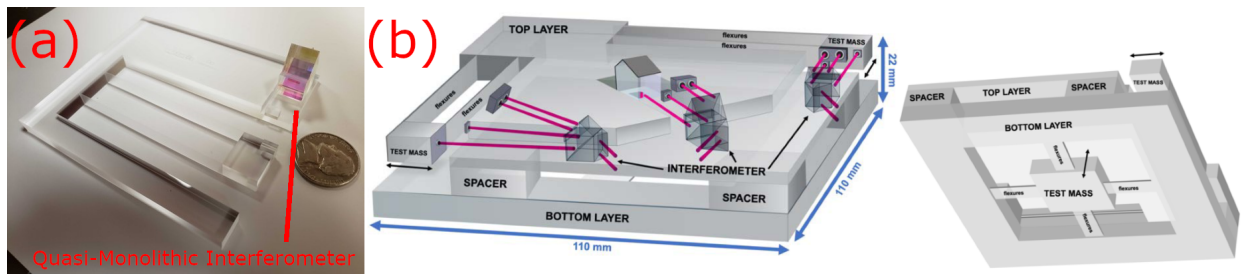 (a)
Quasi-Monolithic Interferometer
(b)
TOP LAYER
flexures
flexures
TEST MASS
22 mm
flexures
flexures
TEST MASS
INTERFEROMETER
SPACER
SPACER
BOTTOM LAYER
110 mm
110 mm
TEST MASS
SPACER
TOP LAYER
SPACER
BOTTOM LAYER
flexures
flexures
TEST MASS
flexures
flexures